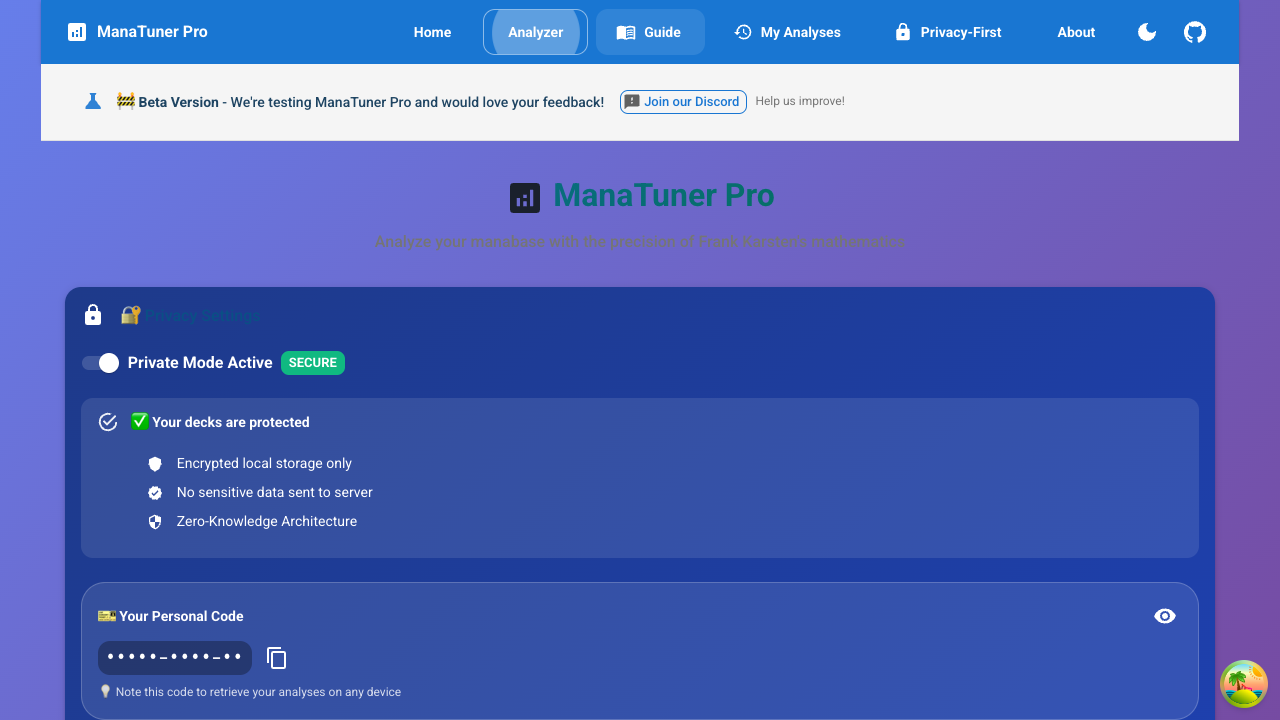 ManaTuner Pro
Home
Analyzer
Guide
My Analyses
Privacy-First
About
🚧 Beta Version - We're testing ManaTuner Pro and would love your feedback!
Join our Discord
Help us improve!
ManaTuner Pro
Analyze your manabase with the precision of Frank Karsten's mathematics
🔐 Privacy Settings
Private Mode Active
SECURE
✅ Your decks are protected
Encrypted local storage only
No sensitive data sent to server
Zero-Knowledge Architecture
🎫 Your Personal Code
•••••-••••-••
💡 Note this code to retrieve your analyses on any device